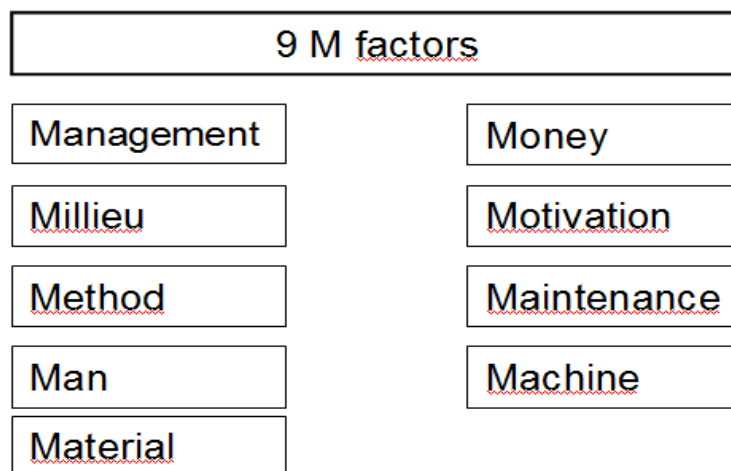 9 M factors
Management
Millieu
Method
Man
Material
Money
Motivation
Maintenance
Machine